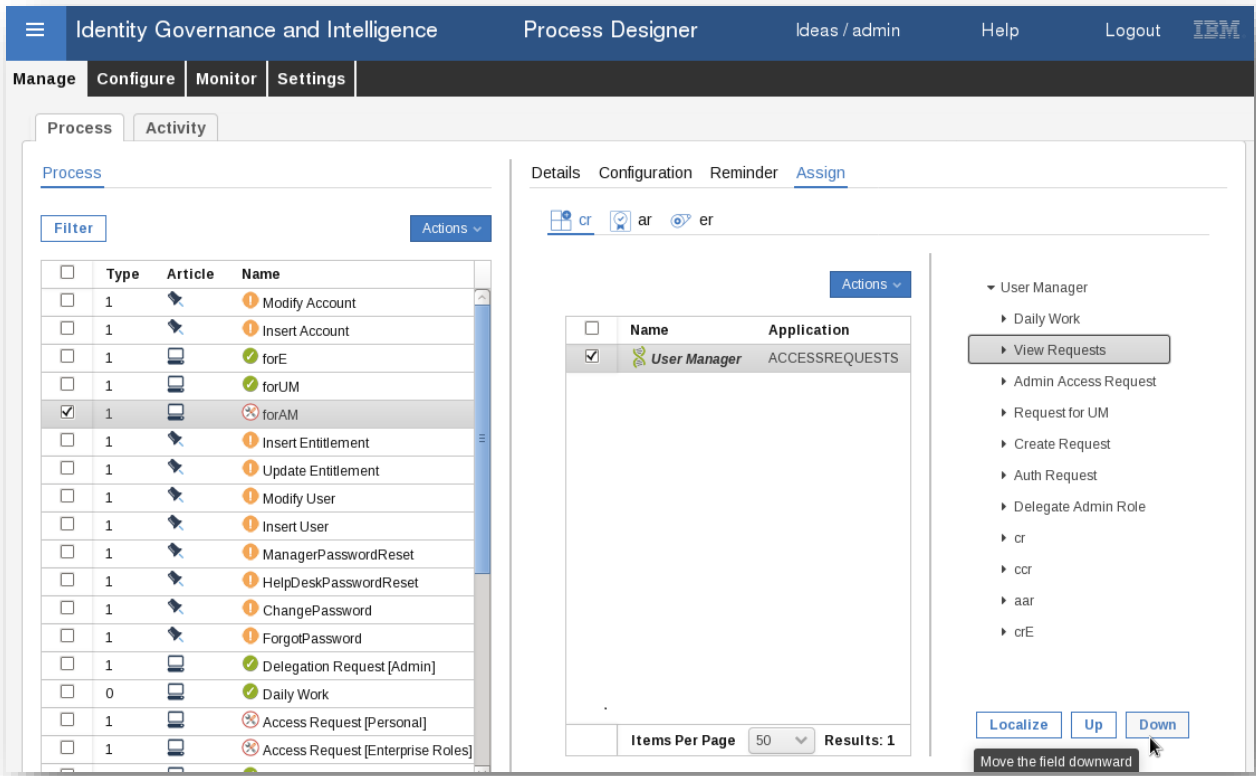 Identity Governance and Intelligence Process Designer Ideas / admin Help Logout IBM
Manage Configure Monitor Settings
Process Activity
Process
Filter Actions
Type Article Name
1 Modify Account
1 Insert Account
1 forE
1 forUM
1 forAM
1 Insert Entitlement
1 Update Entitlement
1 Modify User
1 Insert User
1 ManagerPasswordReset
1 HelpDeskPasswordReset
1 ChangePassword
1 ForgotPassword
1 Delegation Request [Admin]
0 Daily Work
1 Access Request [Personal]
1 Access Request [Enterprise Roles]
Details Configuration Reminder Assign
cr ar er
Actions
Name Application
User Manager ACCESSREQUESTS
Items Per Page 50 Results: 1
User Manager
Daily Work
View Requests
Admin Access Request
Request for UM
Create Request
Auth Request
Delegate Admin Role
cr
ccr
aar
crE
Localize Up Down
Move the field downward